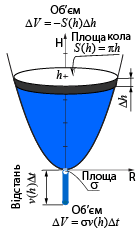 Об'єм
ΔV=−S(h)Δh
H
Площа кола
S(h)=πh
h
Δh
Відстань
v(h)Δt
Площа
σ
R
Об'єм
ΔV=σv(h)Δt